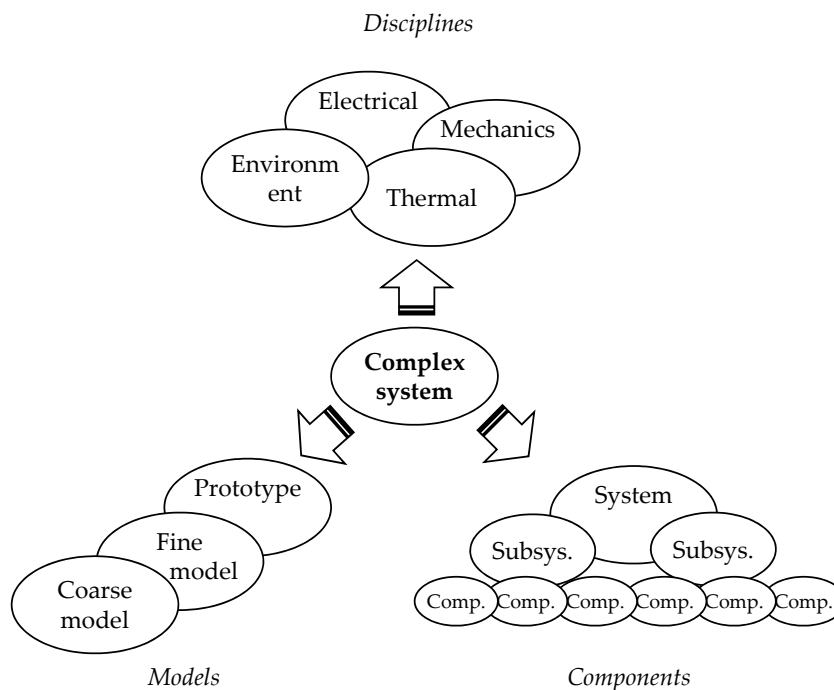 Disciplines
Electrical
Mechanics
Environm
ent
Thermal
Complex
system
Prototype
Fine
model
Coarse
model
System
Subsys.
Subsys.
Comp.
Comp.
Comp.
Comp.
Comp.
Comp.
Models
Components